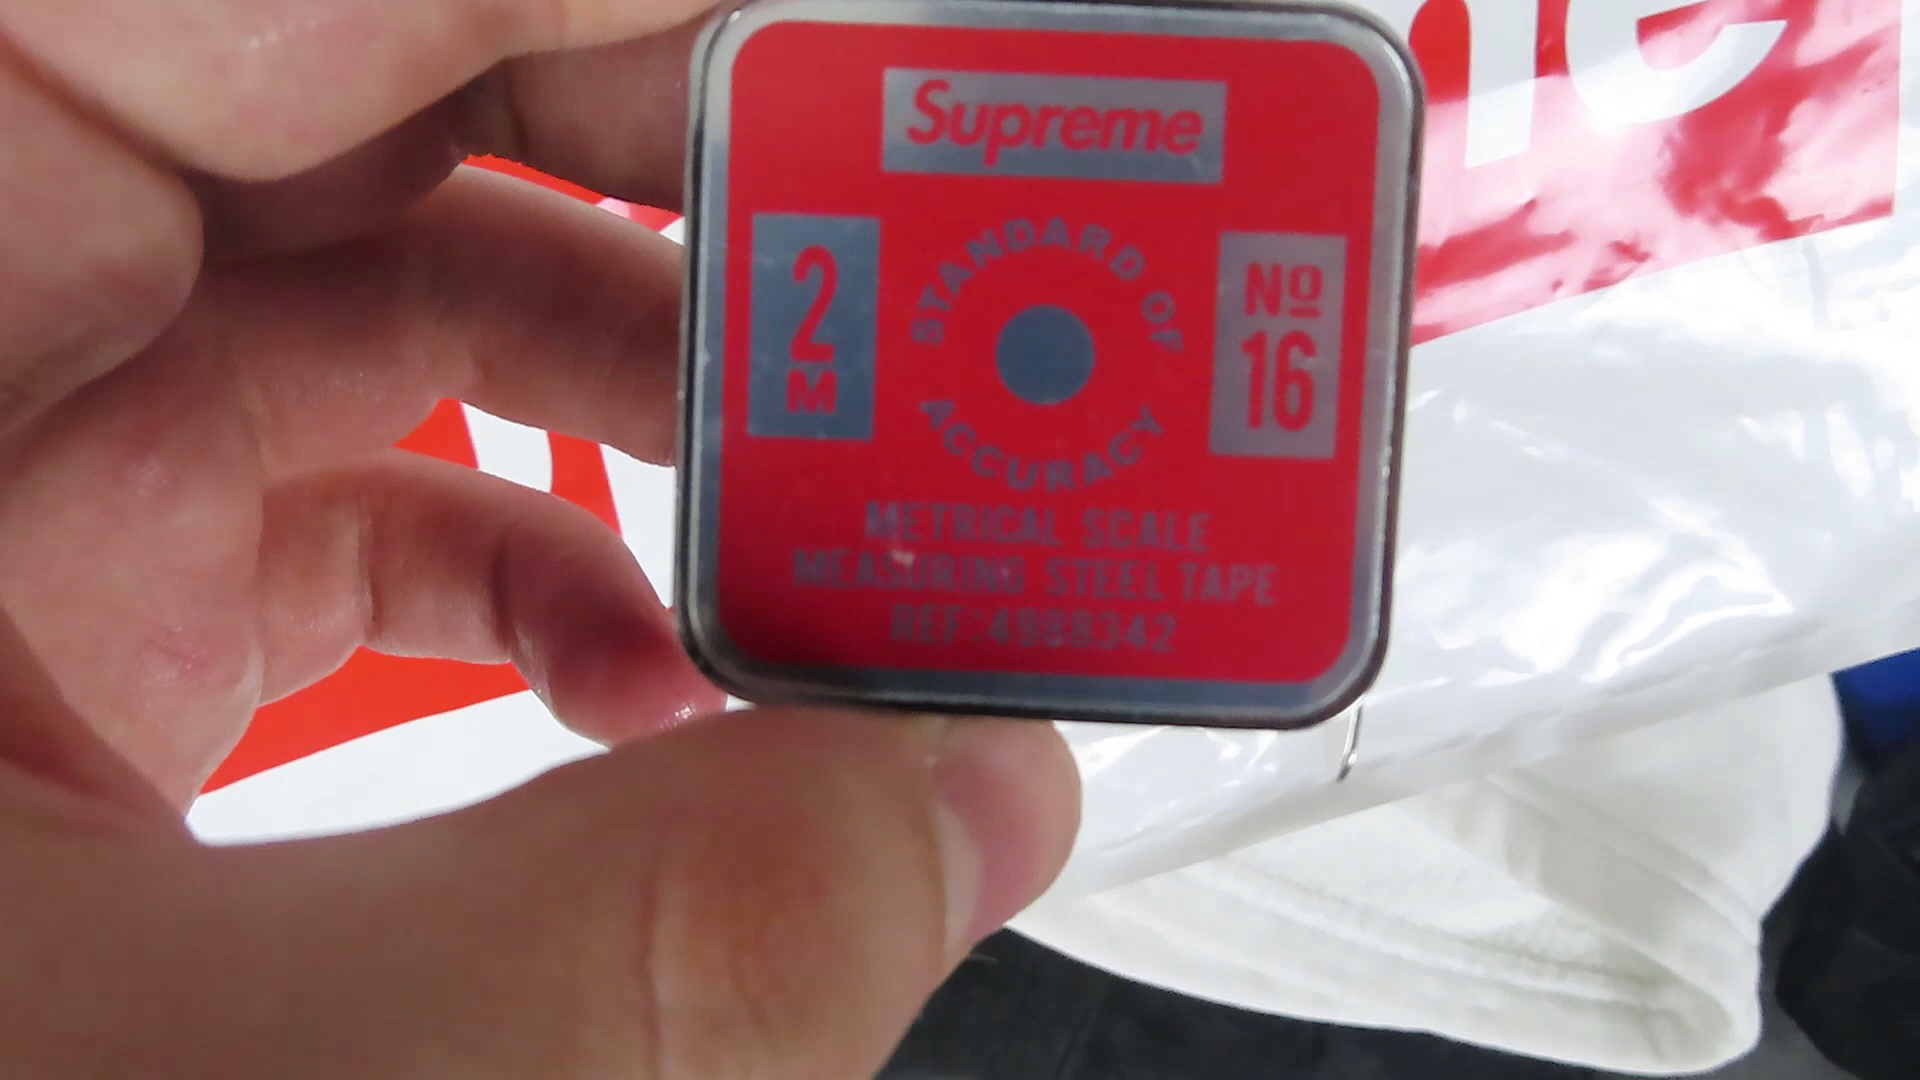 Supreme
2
M
STANDARD OF
ACCURACY
Nº
16
METRICAL SCALE
MEASURING STEEL TAPE
REF:4988342